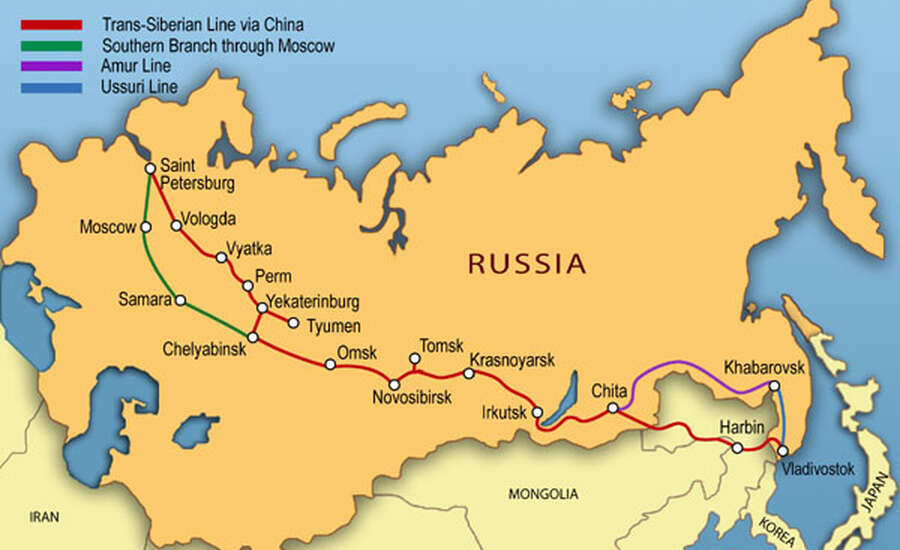 Trans-Siberian Line via China
Southern Branch through Moscow
Amur Line
Ussuri Line
Saint
Petersburg
Moscow
Vologda
Vyatka
RUSSIA
Perm
Samara
Yekaterinburg
Tyumen
Chelyabinsk
Omsk
Tomsk
Krasnoyarsk
Novosibirsk
Irkutsk
Chita
Khabarovsk
Harbin
Vladivostok
MONGOLIA
IRAN
KOREA
JAPAN